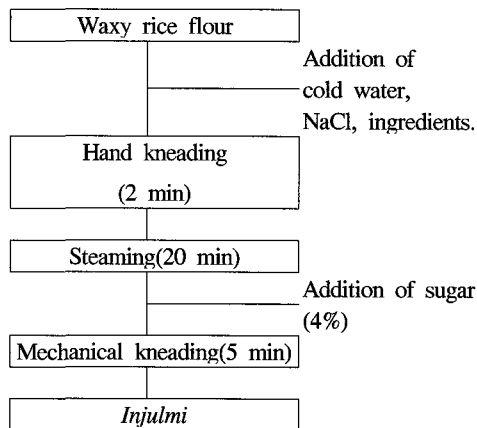 Waxy rice flour
Addition of
cold water,
NaCl, ingredients.
Hand kneading
(2 min)
Steaming(20 min)
Addition of sugar
(4%)
Mechanical kneading(5 min)
Injulmi